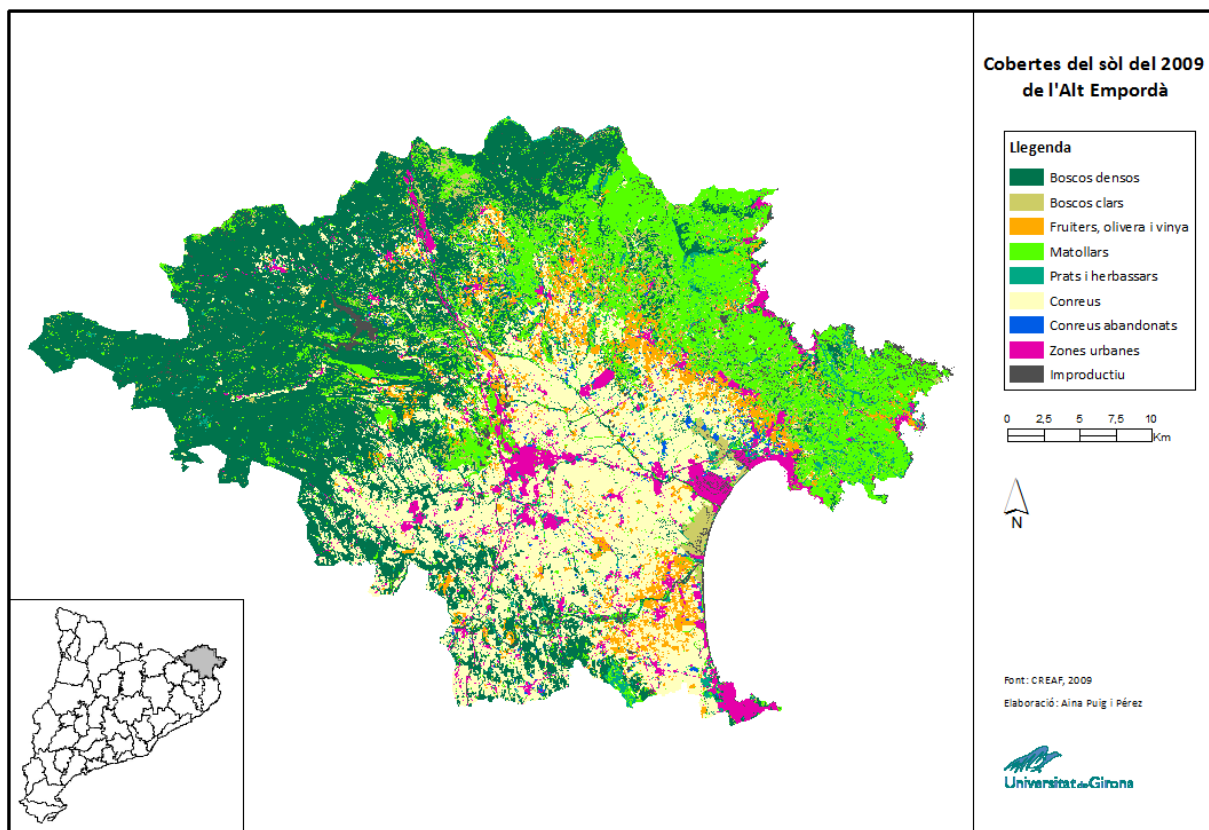 Cobertes del sòl del 2009
de l'Alt Empordà
Llegenda
Boscos densos
Boscos clars
Fruiters, olivera i vinya
Matollars
Prats i herbassars
Conreus
Conreus abandonats
Zones urbanes
Improductiu
0 2,5 5 7,5 10
Km
N
Font: CREAF, 2009
Elaboració: Aina Puig i Pérez
Universitat de Girona